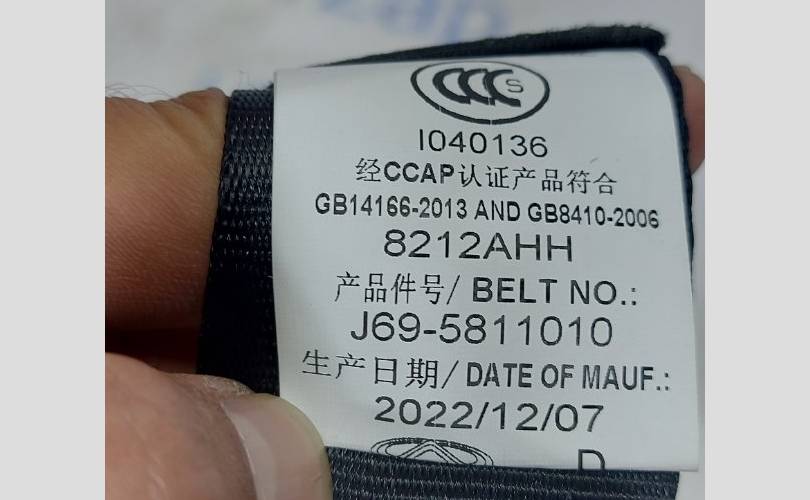 CCCS
I040136
经CCAP认证产品符合
GB14166-2013 AND GB8410-2006
8212AHH
产品件号/ BELT NO.:
J69-5811010
生产日期/ DATE OF MAUF.:
2022/12/07
D